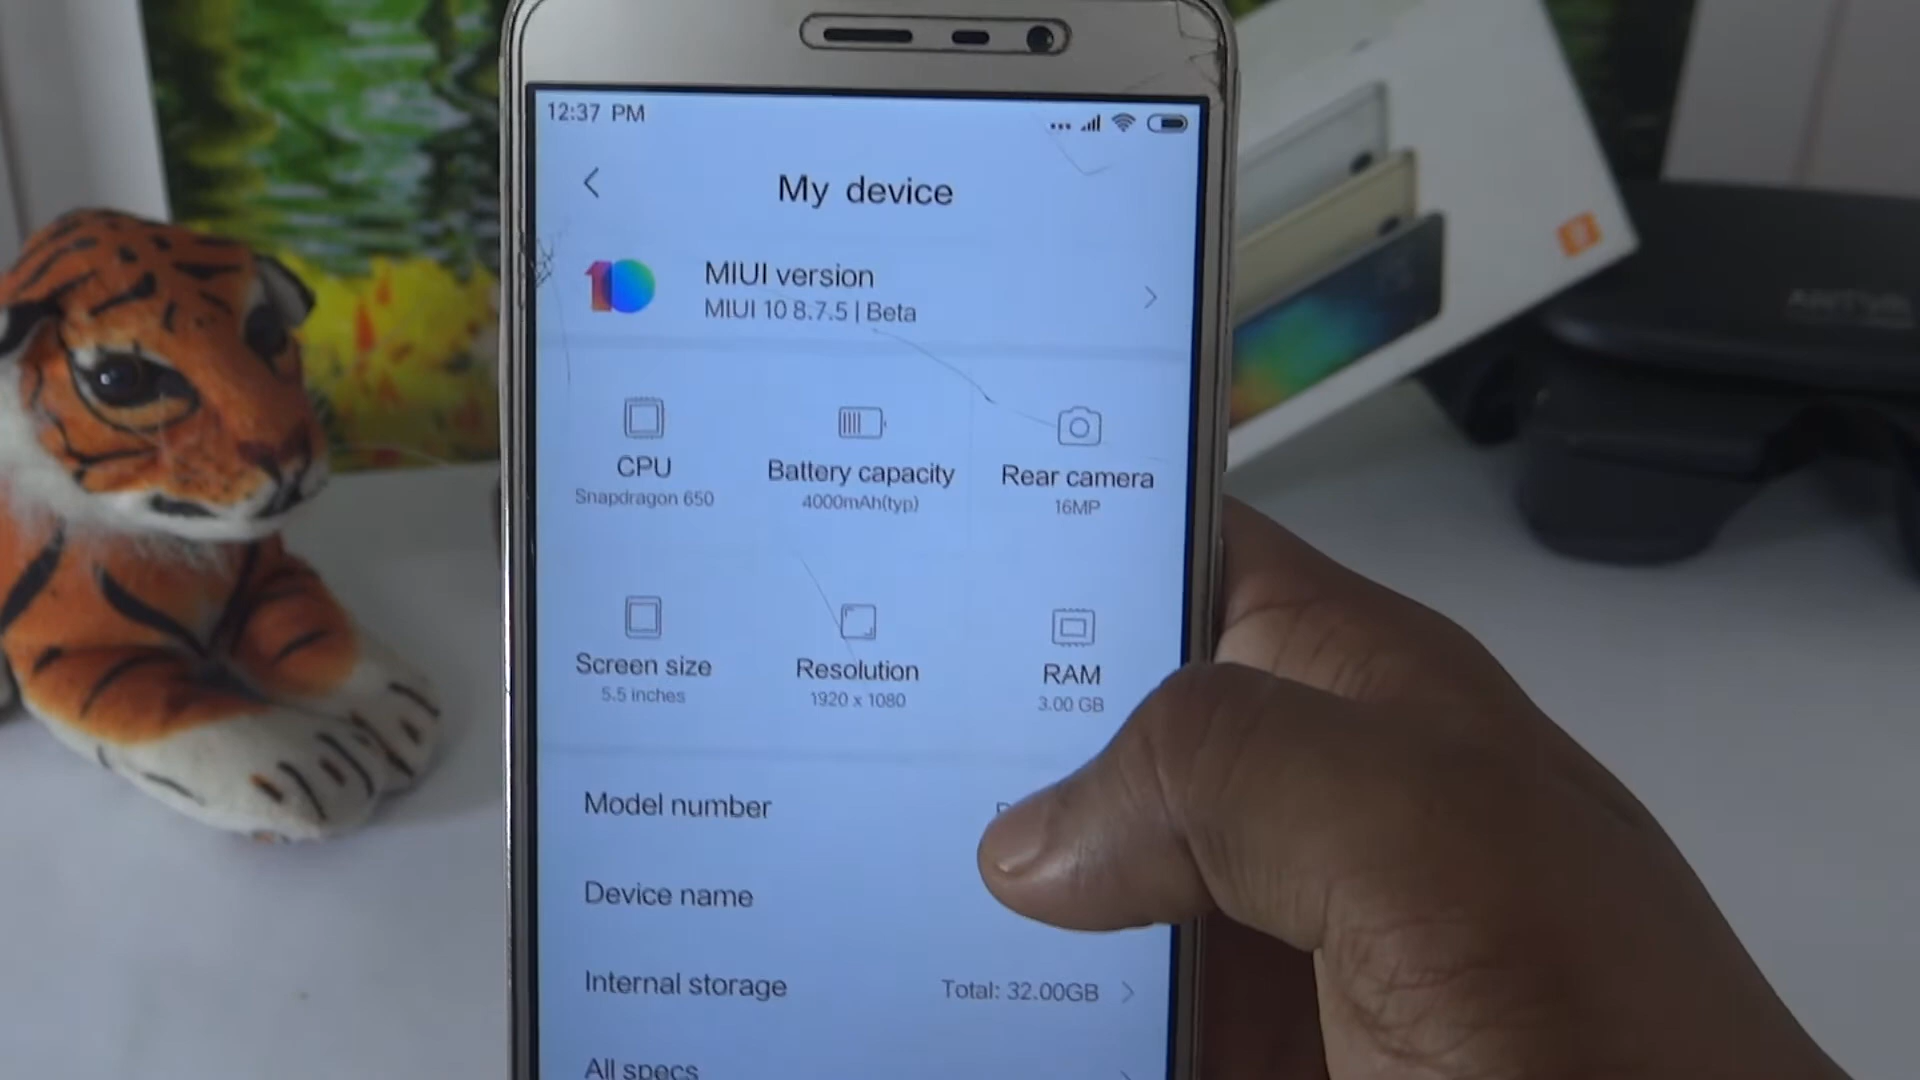 12:37 PM
My device
MIUI version
MIUI 10 8.7.5 | Beta
CPU
Snapdragon 650
Battery capacity
4000mAh(typ)
Rear camera
16MP
Screen size
5.5 inches
Resolution
1920 x 1080
RAM
3.00 GB
Model number
Device name
Internal storage
Total: 32.00GB
All specs